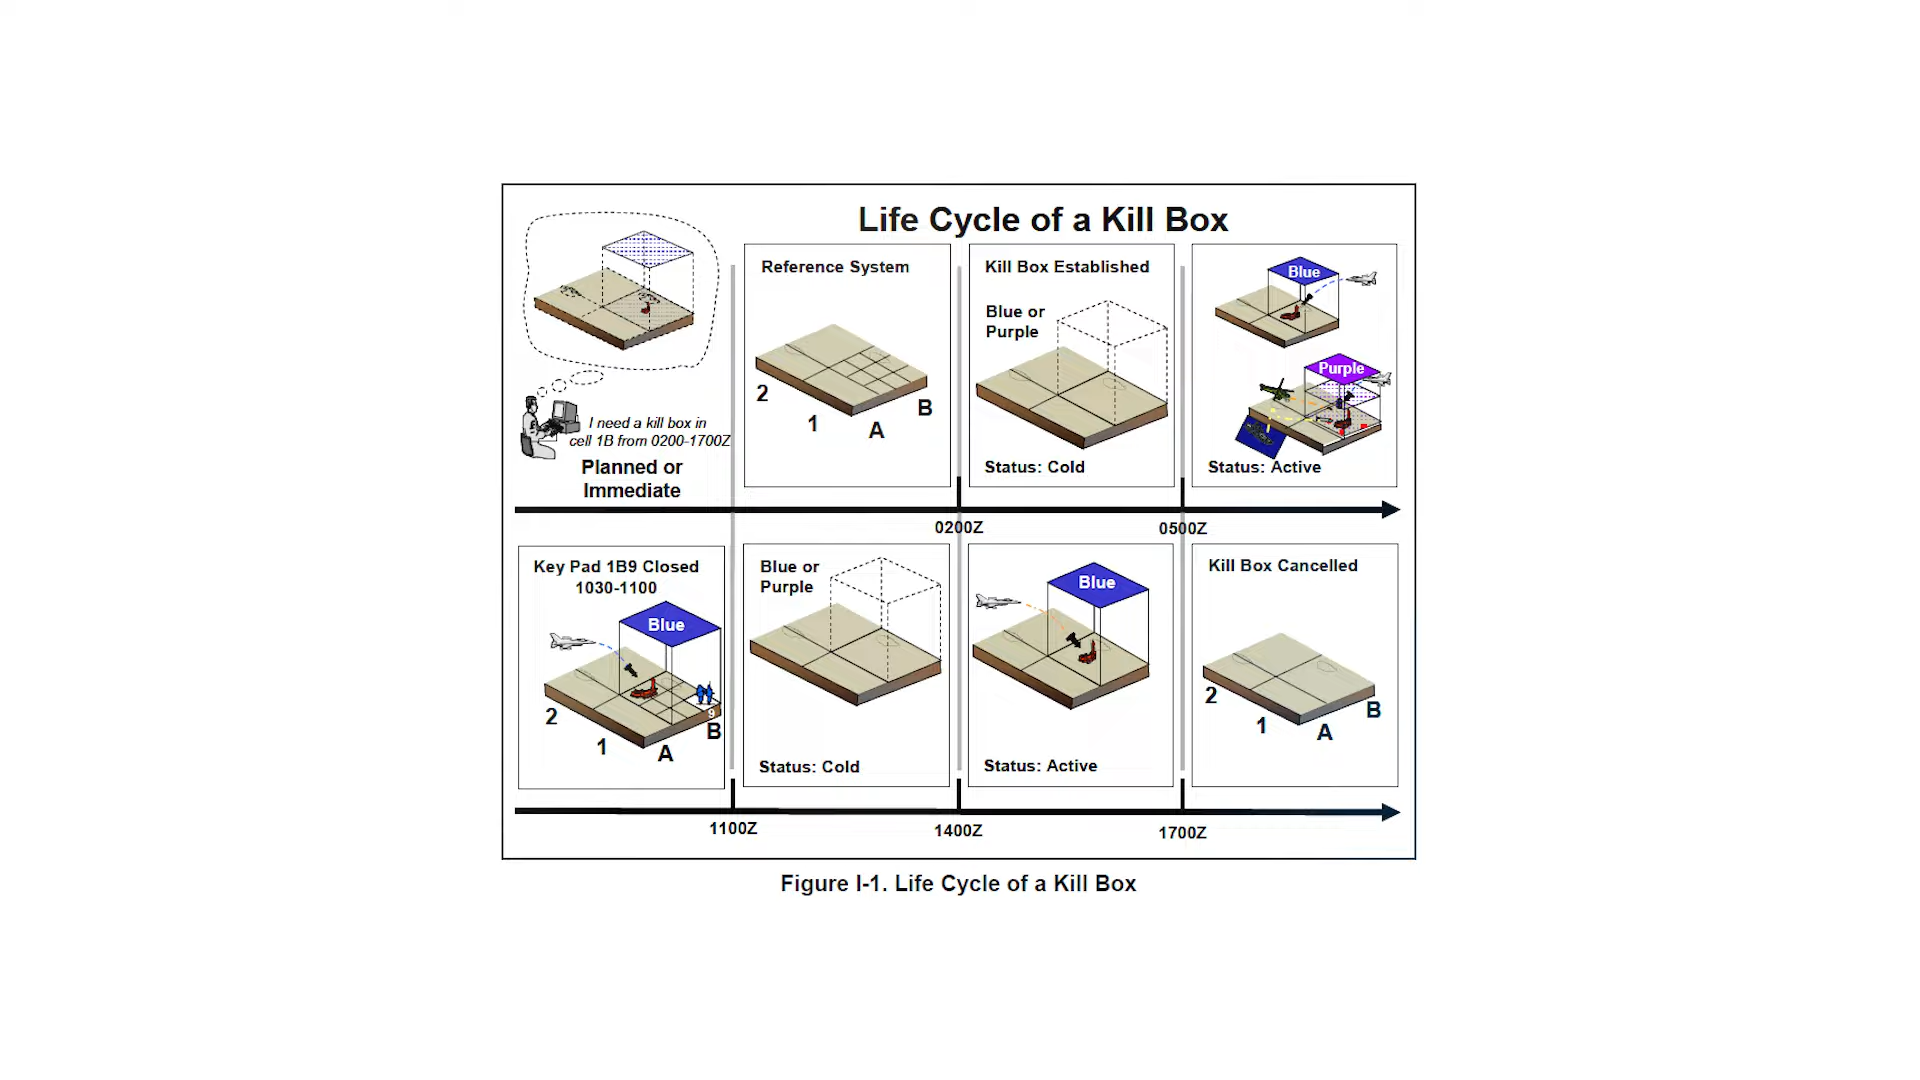 Life Cycle of a Kill Box
I need a kill box in
cell 1B from 0200-1700Z
Planned or
Immediate
Reference System
2
1
A
B
Kill Box Established
Blue or
Purple
Status: Cold
Blue
Purple
Status: Active
0200Z
0500Z
Key Pad 1B9 Closed
1030-1100
Blue
9
2
1
A
B
Blue or
Purple
Status: Cold
Blue
Status: Active
Kill Box Cancelled
2
1
A
B
1100Z
1400Z
1700Z
Figure I-1. Life Cycle of a Kill Box